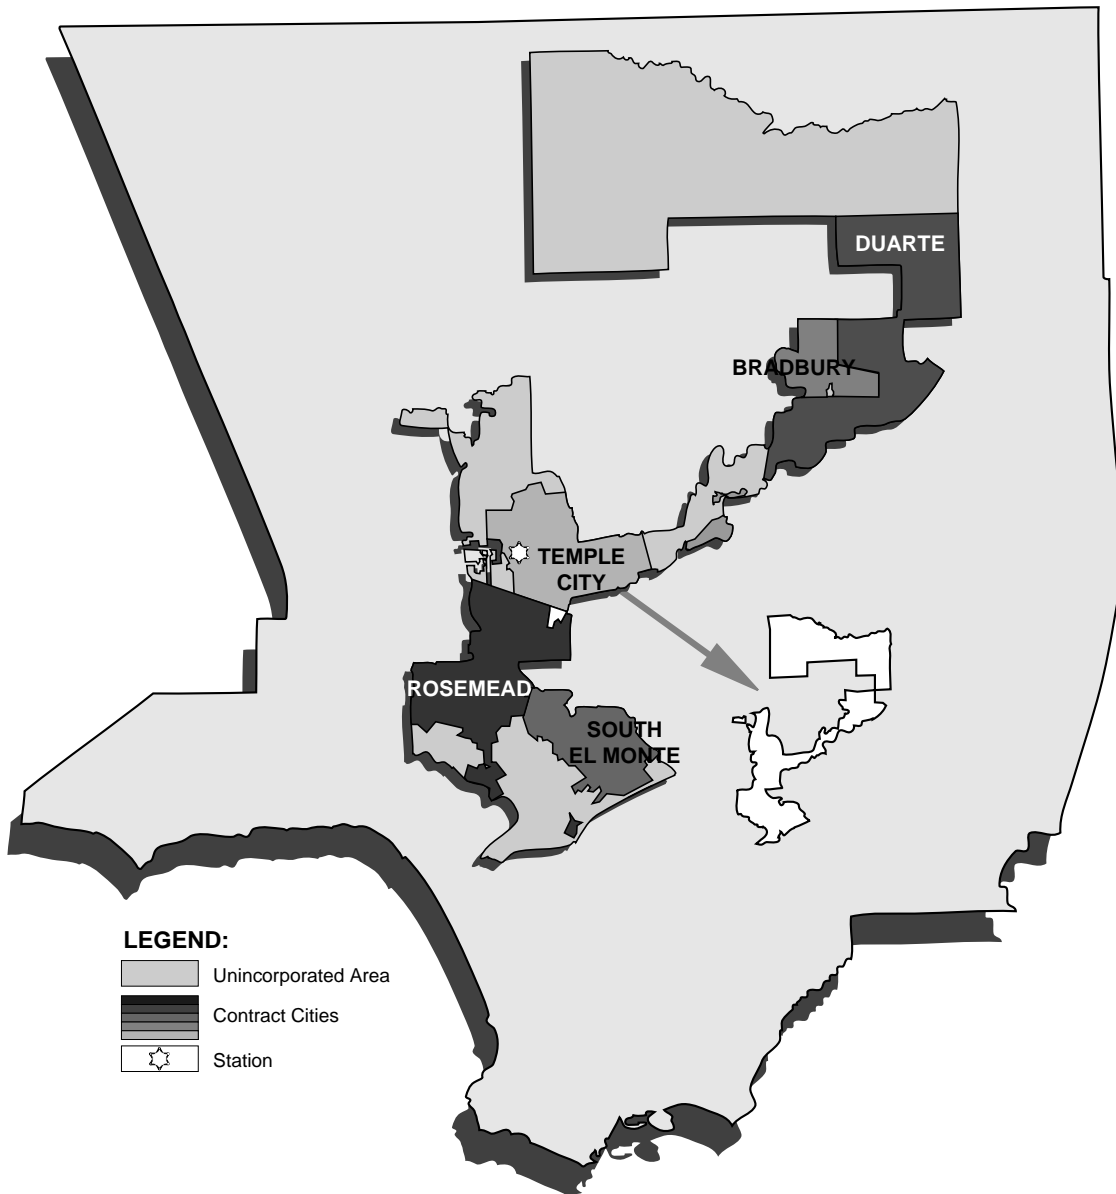 DUARTE
BRADBURY
TEMPLE
CITY
ROSEMEAD
SOUTH
EL MONTE
LEGEND:
Unincorporated Area
Contract Cities
Station